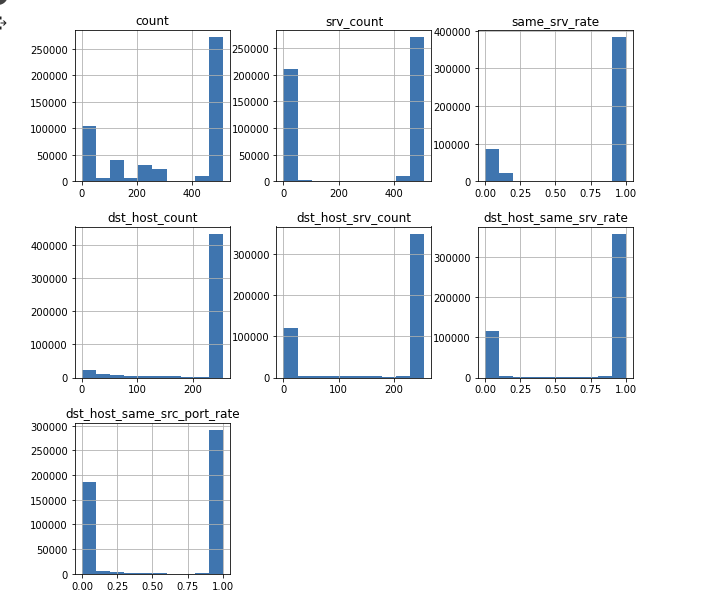 count
250000
200000
150000
100000
50000
0
0 200 400
srv_count
250000
200000
150000
100000
50000
0
0 200 400
same_srv_rate
400000
300000
200000
100000
0
0.00 0.25 0.50 0.75 1.00
dst_host_count
400000
300000
200000
100000
0
0 100 200
dst_host_srv_count
300000
200000
100000
0
0 100 200
dst_host_same_srv_rate
300000
200000
100000
0
0.00 0.25 0.50 0.75 1.00
dst_host_same_src_port_rate
300000
250000
200000
150000
100000
50000
0
0.00 0.25 0.50 0.75 1.00